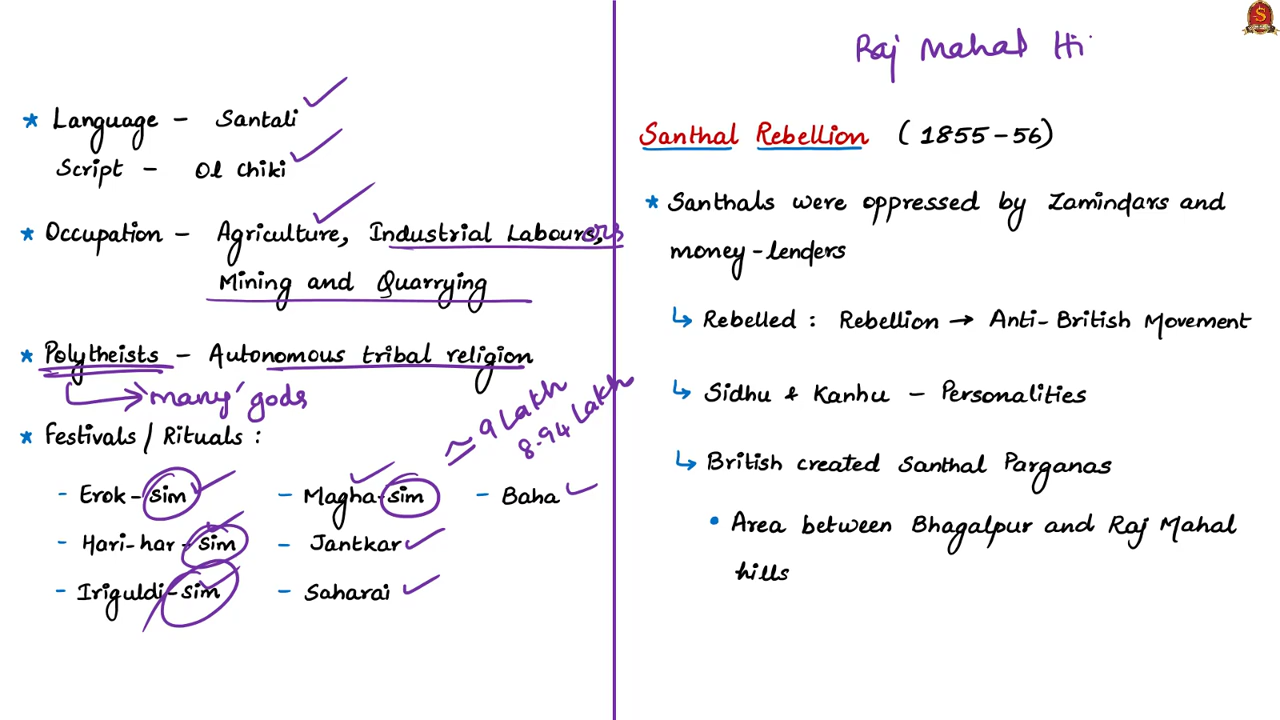 * Language - Santali
Script - Ol Chiki
* Occupation - Agriculture, Industrial Labours, ors
Mining and Quarrying
* Polytheists - Autonomous tribal religion
many gods
* Festivals / Rituals :
≃ 9 Lakh
8.94 Lakh
- Erok-sim - Magha-sim - Baha
- Hari-har-sim - Jantkar
- Iriguldi-sim - Saharai
Raj Mahal Hi
Santhal Rebellion (1855-56)
* Santhals were oppressed by Zamindars and
money-lenders
↳ Rebelled : Rebellion → Anti-British Movement
↳ Sidhu & Kanhu - Personalities
↳ British created Santhal Parganas
• Area between Bhagalpur and Raj Mahal
hills